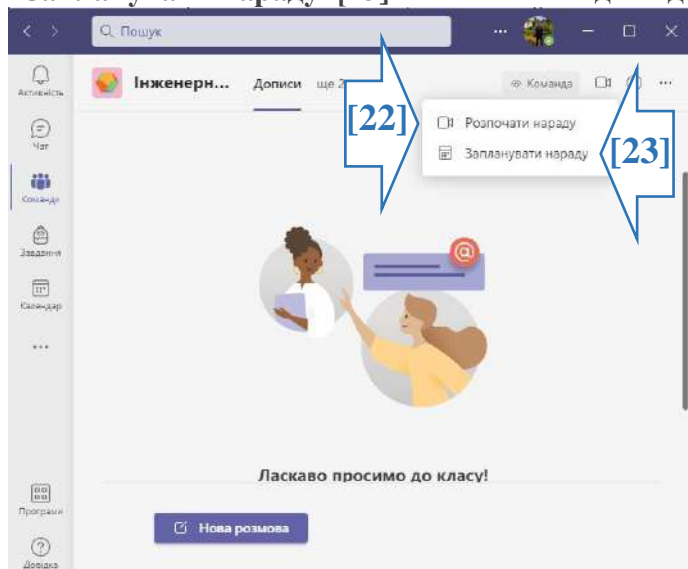 Пошук
Активність
Інженерн...
Дописи
ще 2
Команда
[22]
Розпочати нараду
Запланувати нараду
[23]
Чат
Команди
Завдання
Календар
Ласкаво просимо до класу!
Нова розмова
Програми
Довідка